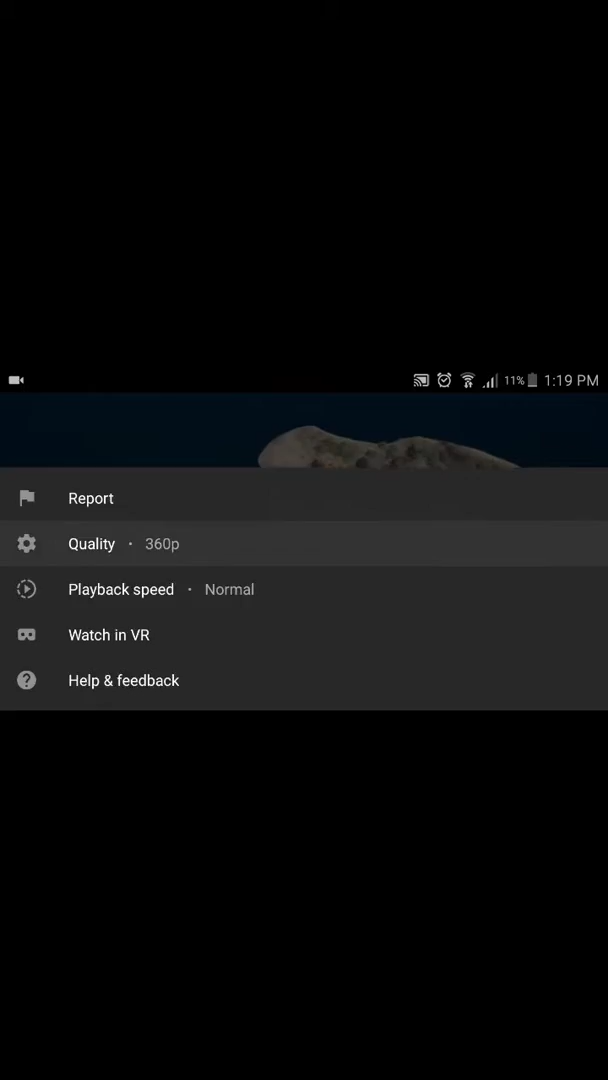 11% 1:19 PM
Report
Quality · 360p
Playback speed · Normal
Watch in VR
Help & feedback